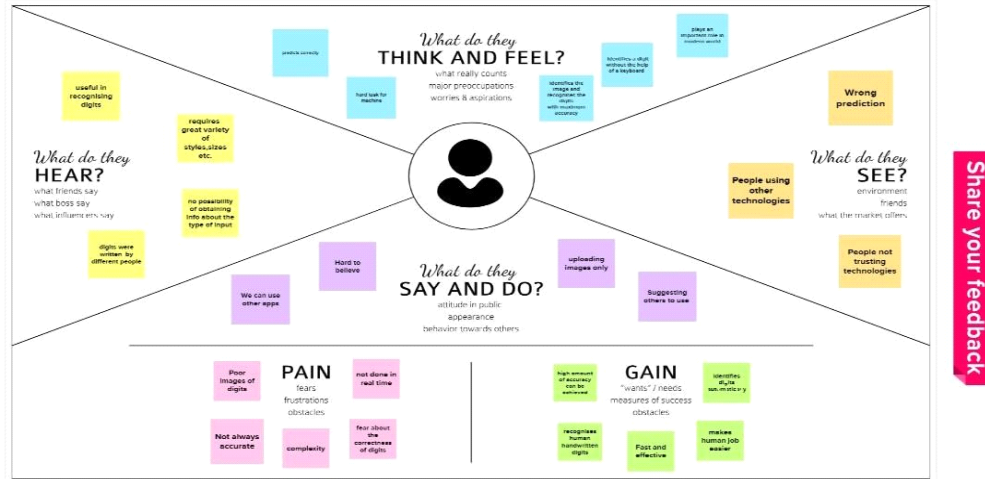 What do they
THINK AND FEEL?
what really counts
major preoccupations
worries & aspirations
predicts correctly
hard task for
machine
identifies a digit
without the help
of a keyboard
plays an
important role in
modern world
identifies the
image and
recognises the
digits
with maximum
accuracy
What do they
HEAR?
what friends say
what boss say
what influencers say
useful in
recognising
digits
requires
great variety
of
styles,sizes
etc.
no possibility
of obtaining
info about the
type of input
digits were
written by
different people
What do they
SEE?
environment
friends
what the market offers
Wrong
prediction
People using
other
technologies
People not
trusting
technologies
What do they
SAY AND DO?
attitude in public
appearance
behavior towards others
Hard to
believe
We can use
other apps
uploading
images only
Suggesting
others to use
PAIN
fears
frustrations
obstacles
Poor
images of
digits
not done in
real time
Not always
accurate
complexity
fear about
the
correctness
of digits
GAIN
"wants" / needs
measures of success
obstacles
high amount
of accuracy
can be
achieved
identifies
digits
recognises
human
handwritten
digits
Fast and
effective
makes
human job
easier
Share your feedback